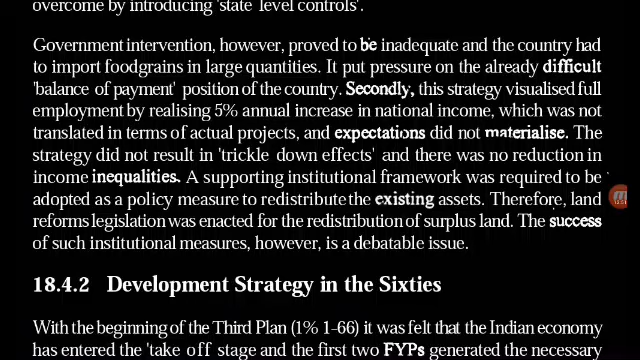 overcome by introducing 'state level controls'.
Government intervention, however, proved to be inadequate and the country had
to import foodgrains in large quantities. It put pressure on the already difficult
'balance of payment' position of the country. Secondly, this strategy visualised full
employment by realising 5% annual increase in national income, which was not
translated in terms of actual projects, and expectations did not materialise. The
strategy did not result in 'trickle down effects' and there was no reduction in
income inequalities. A supporting institutional framework was required to be
adopted as a policy measure to redistribute the existing assets. Therefore, land
reforms legislation was enacted for the redistribution of surplus land. The success
of such institutional measures, however, is a debatable issue.
18.4.2 Development Strategy in the Sixties
With the beginning of the Third Plan (1% 1-66) it was felt that the Indian economy
has entered the 'take off stage and the first two FYPs generated the necessary